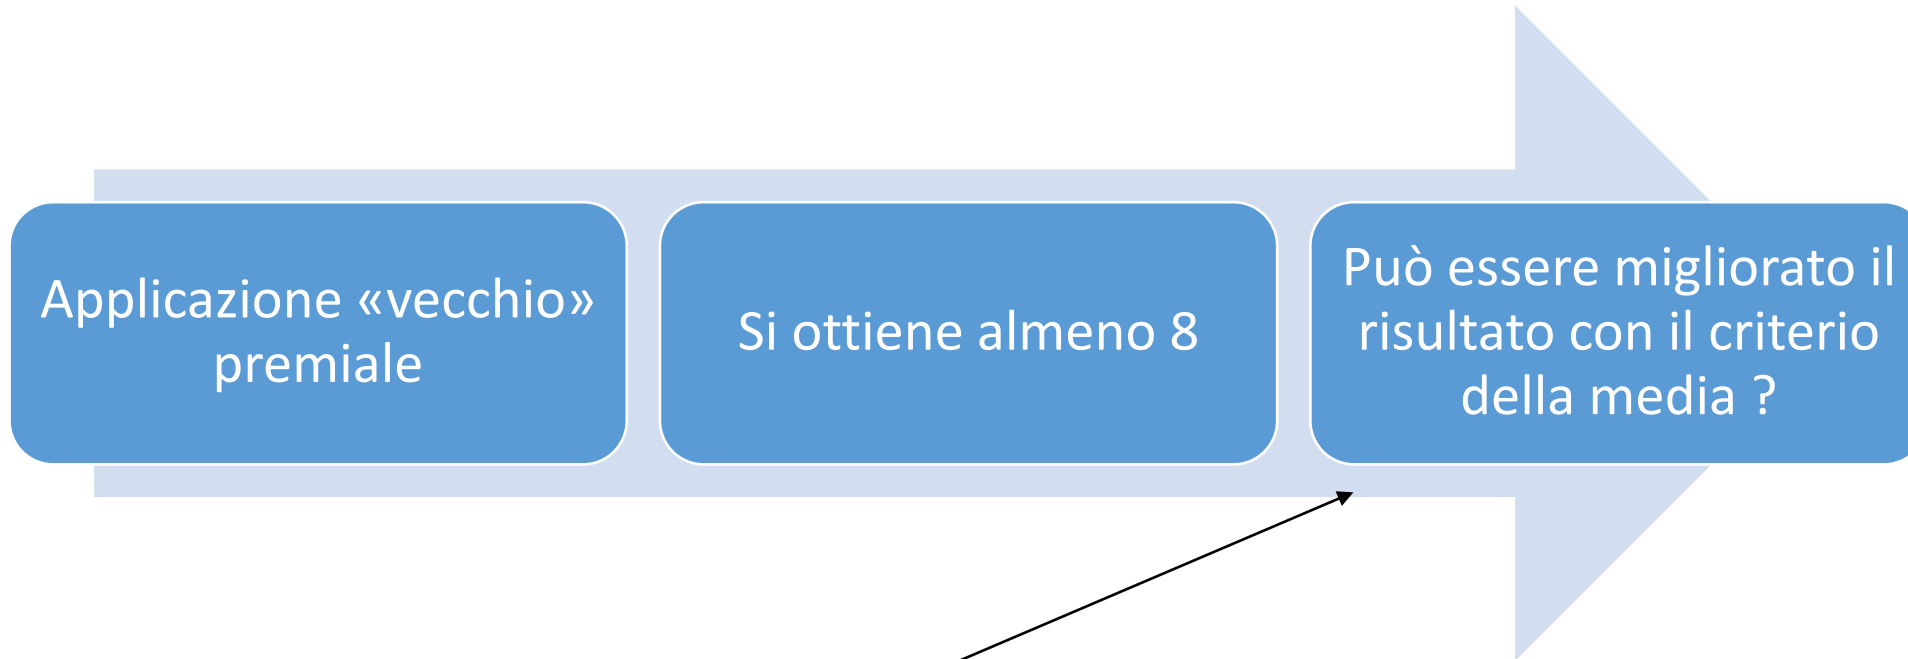 Applicazione «vecchio»
premiale
Si ottiene almeno 8
Può essere migliorato il
risultato con il criterio
della media ?